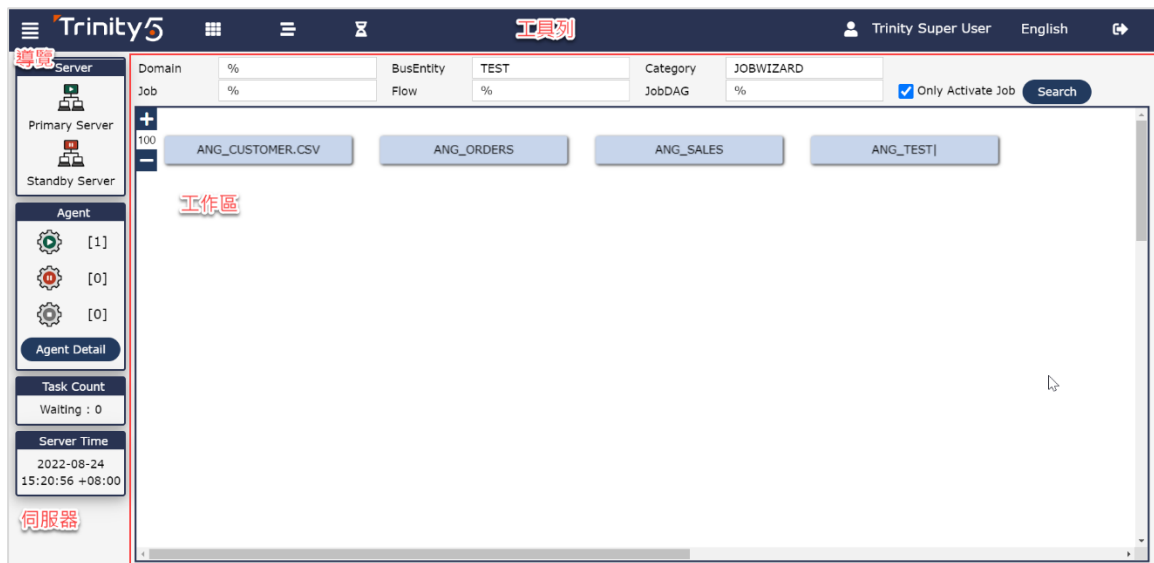 Trinity5 工具列 Trinity Super User English
導覽
Server
Primary Server
Standby Server
Agent
[1]
[0]
[0]
Agent Detail
Task Count
Waiting : 0
Server Time
2022-08-24
15:20:56 +08:00
伺服器
Domain % BusEntity TEST Category JOBWIZARD
Job % Flow % JobDAG % Only Activate Job Search
100
ANG_CUSTOMER.CSV ANG_ORDERS ANG_SALES ANG_TEST|
工作區